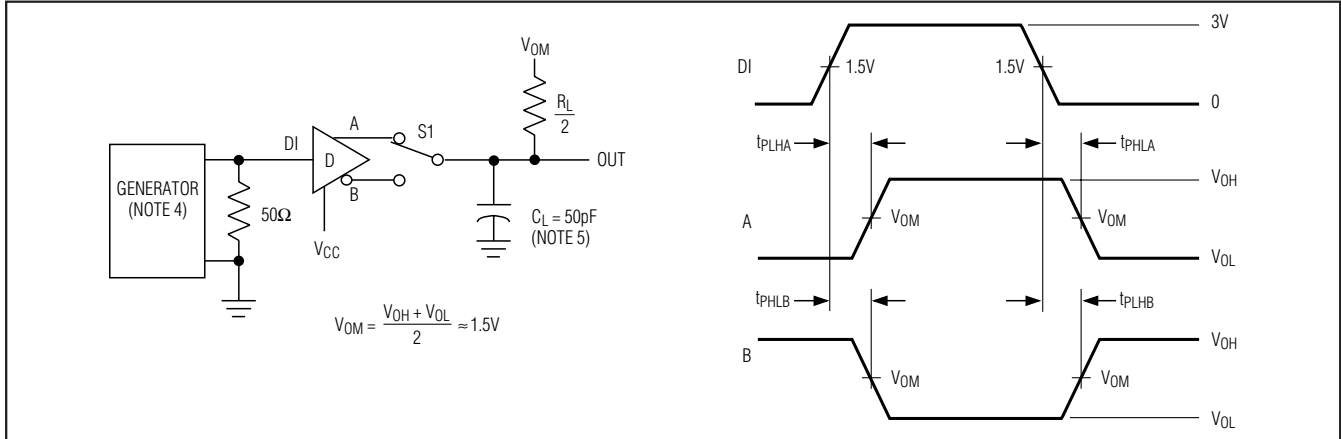 GENERATOR
(NOTE 4)
50Ω
DI
D
A
B
VCC
S1
VOM
RL
2
OUT
CL = 50pF
(NOTE 5)
VOM = VOH + VOL
2
≈ 1.5V
DI
1.5V
1.5V
3V
0
tPLHA
tPHLA
A
VOM
VOM
VOH
VOL
tPHLB
tPLHB
B
VOM
VOM
VOH
VOL